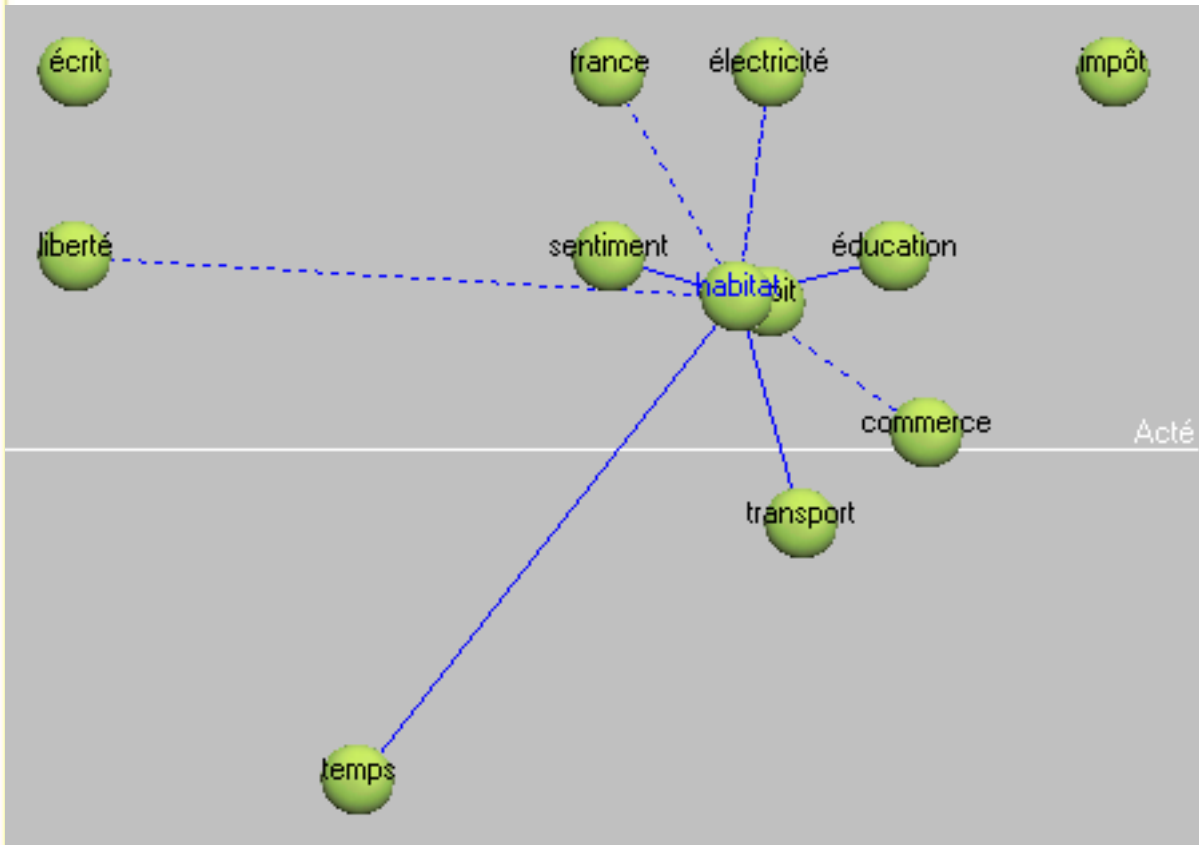 écrit
france
électricité
impôt
liberté
sentiment
éducation
habitat
commerce
Acté
transport
temps